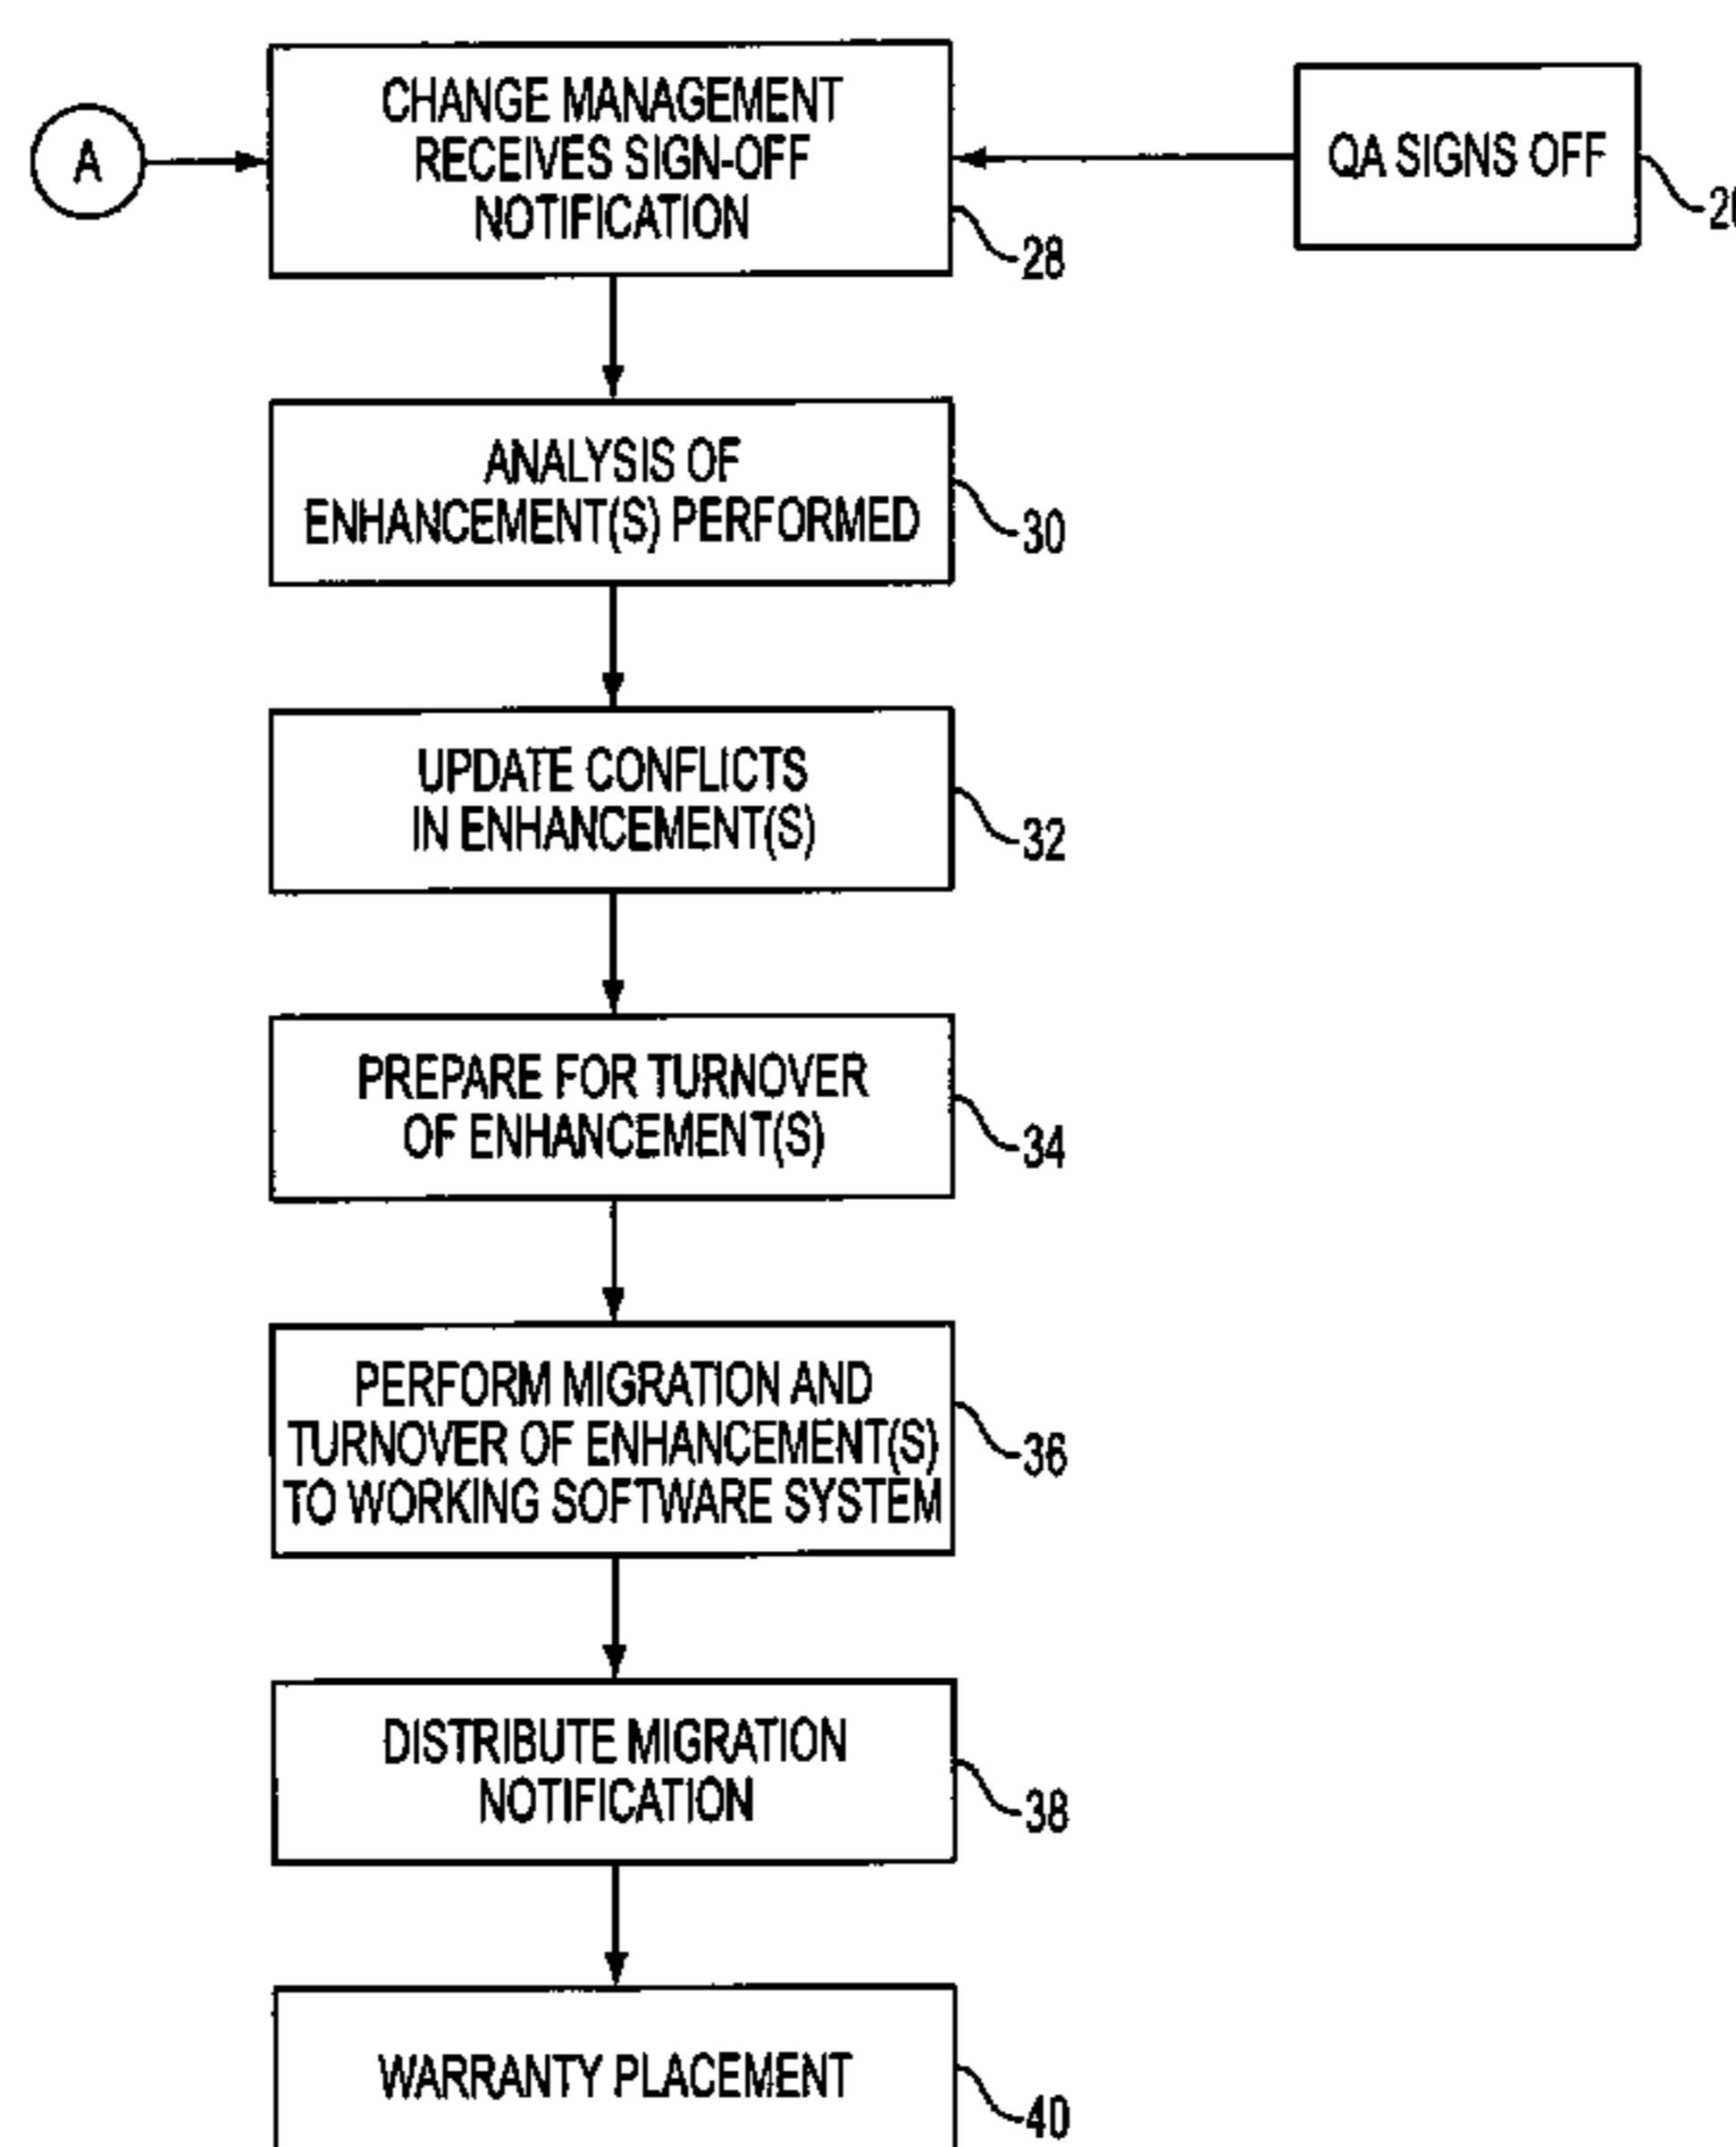 A
CHANGE MANAGEMENT
RECEIVES SIGN-OFF
NOTIFICATION
28
QA SIGNS OFF
ANALYSIS OF
ENHANCEMENT(S) PERFORMED
30
UPDATE CONFLICTS
IN ENHANCEMENT(S)
32
PREPARE FOR TURNOVER
OF ENHANCEMENT(S)
34
PERFORM MIGRATION AND
TURNOVER OF ENHANCEMENT(S)
TO WORKING SOFTWARE SYSTEM
36
DISTRIBUTE MIGRATION
NOTIFICATION
38
WARRANTY PLACEMENT
40